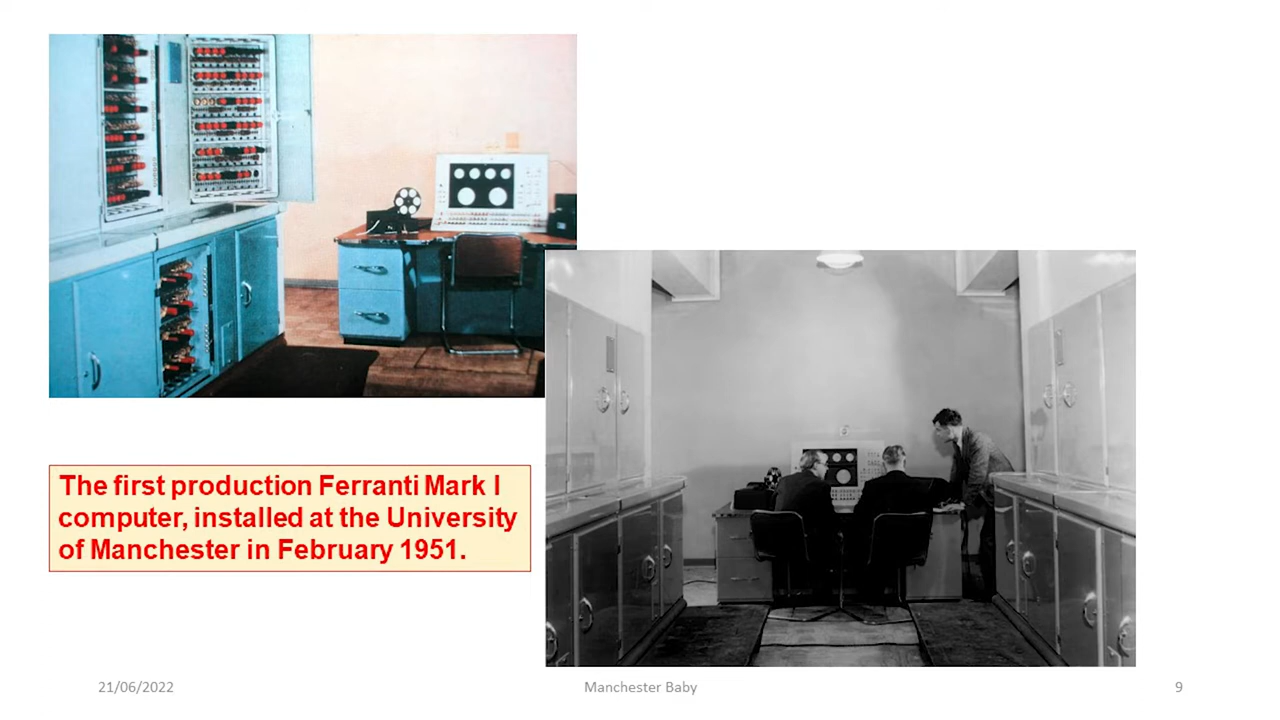 The first production Ferranti Mark I
computer, installed at the University
of Manchester in February 1951.
21/06/2022
Manchester Baby
9